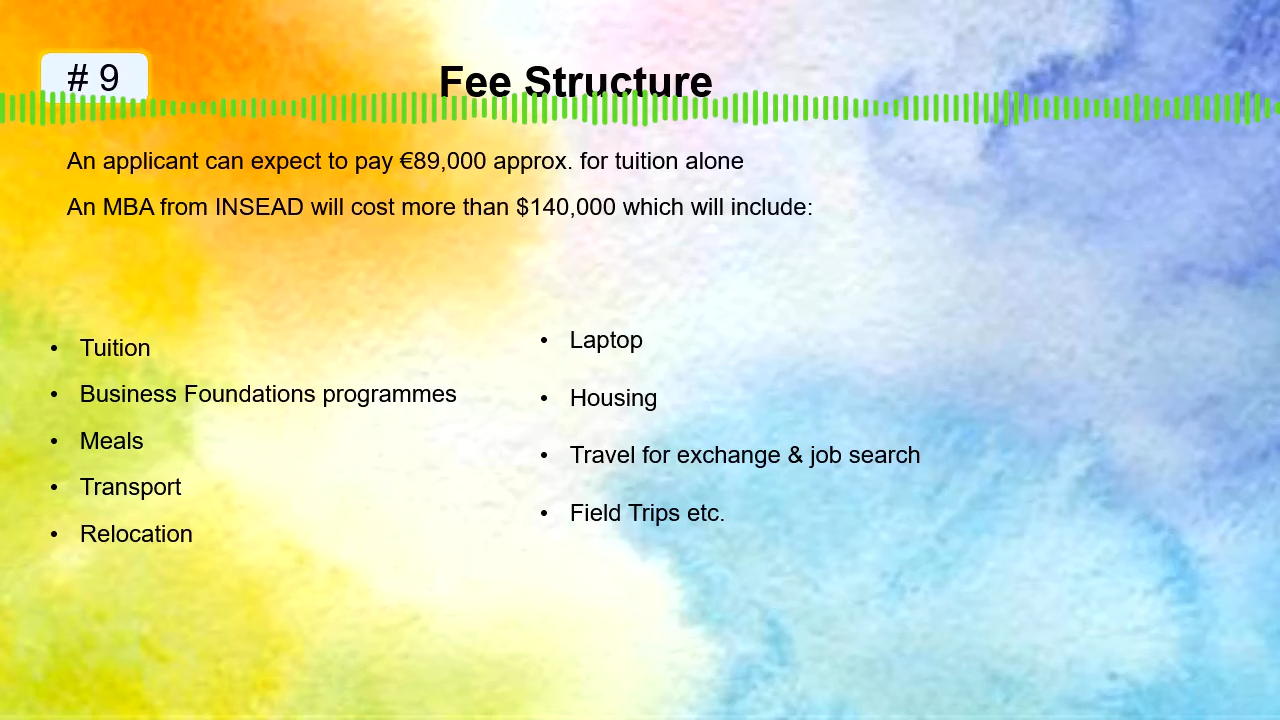 # 9
Fee Structure
An applicant can expect to pay €89,000 approx. for tuition alone
An MBA from INSEAD will cost more than $140,000 which will include:
• Tuition
• Business Foundations programmes
• Meals
• Transport
• Relocation
• Laptop
• Housing
• Travel for exchange & job search
• Field Trips etc.